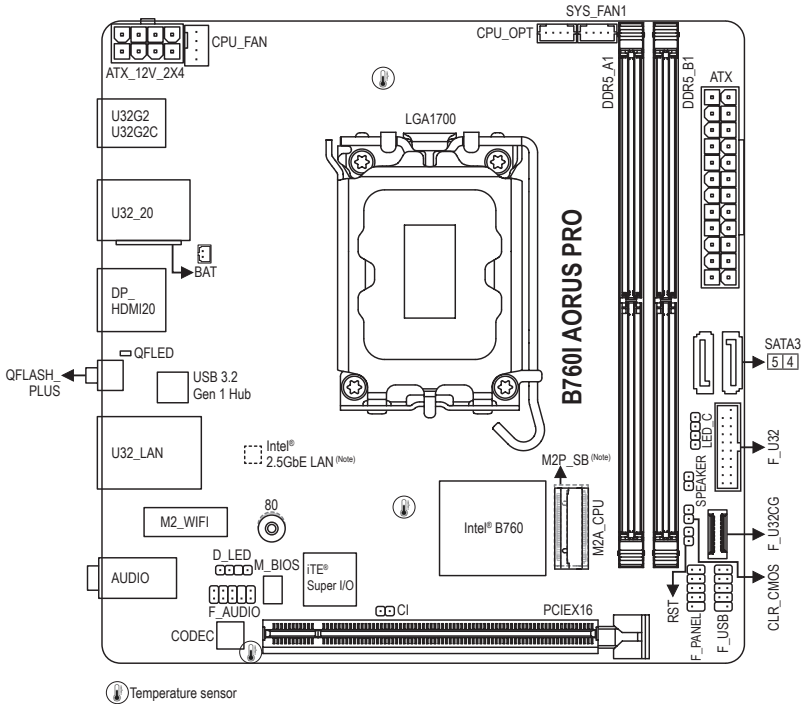 SYS_FAN1
CPU_OPT
CPU_FAN
ATX_12V_2X4
DDR5_A1
DDR5_B1
ATX
U32G2
U32G2C
LGA1700
U32_20
BAT
B760I AORUS PRO
DP_
HDMI20
QFLED
QFLASH_
PLUS
USB 3.2
Gen 1 Hub
SATA3
5 4
LED_C
F_U32
U32_LAN
Intel®
2.5GbE LAN (Note)
M2P_SB (Note)
SPEAKER
M2_WIFI
80
Intel® B760
M2A_CPU
F_U32CG
AUDIO
D_LED
M_BIOS
iTE®
Super I/O
F_AUDIO
CI
PCIEX16
RST
CLR_CMOS
F_PANEL
F_USB
CODEC
Temperature sensor